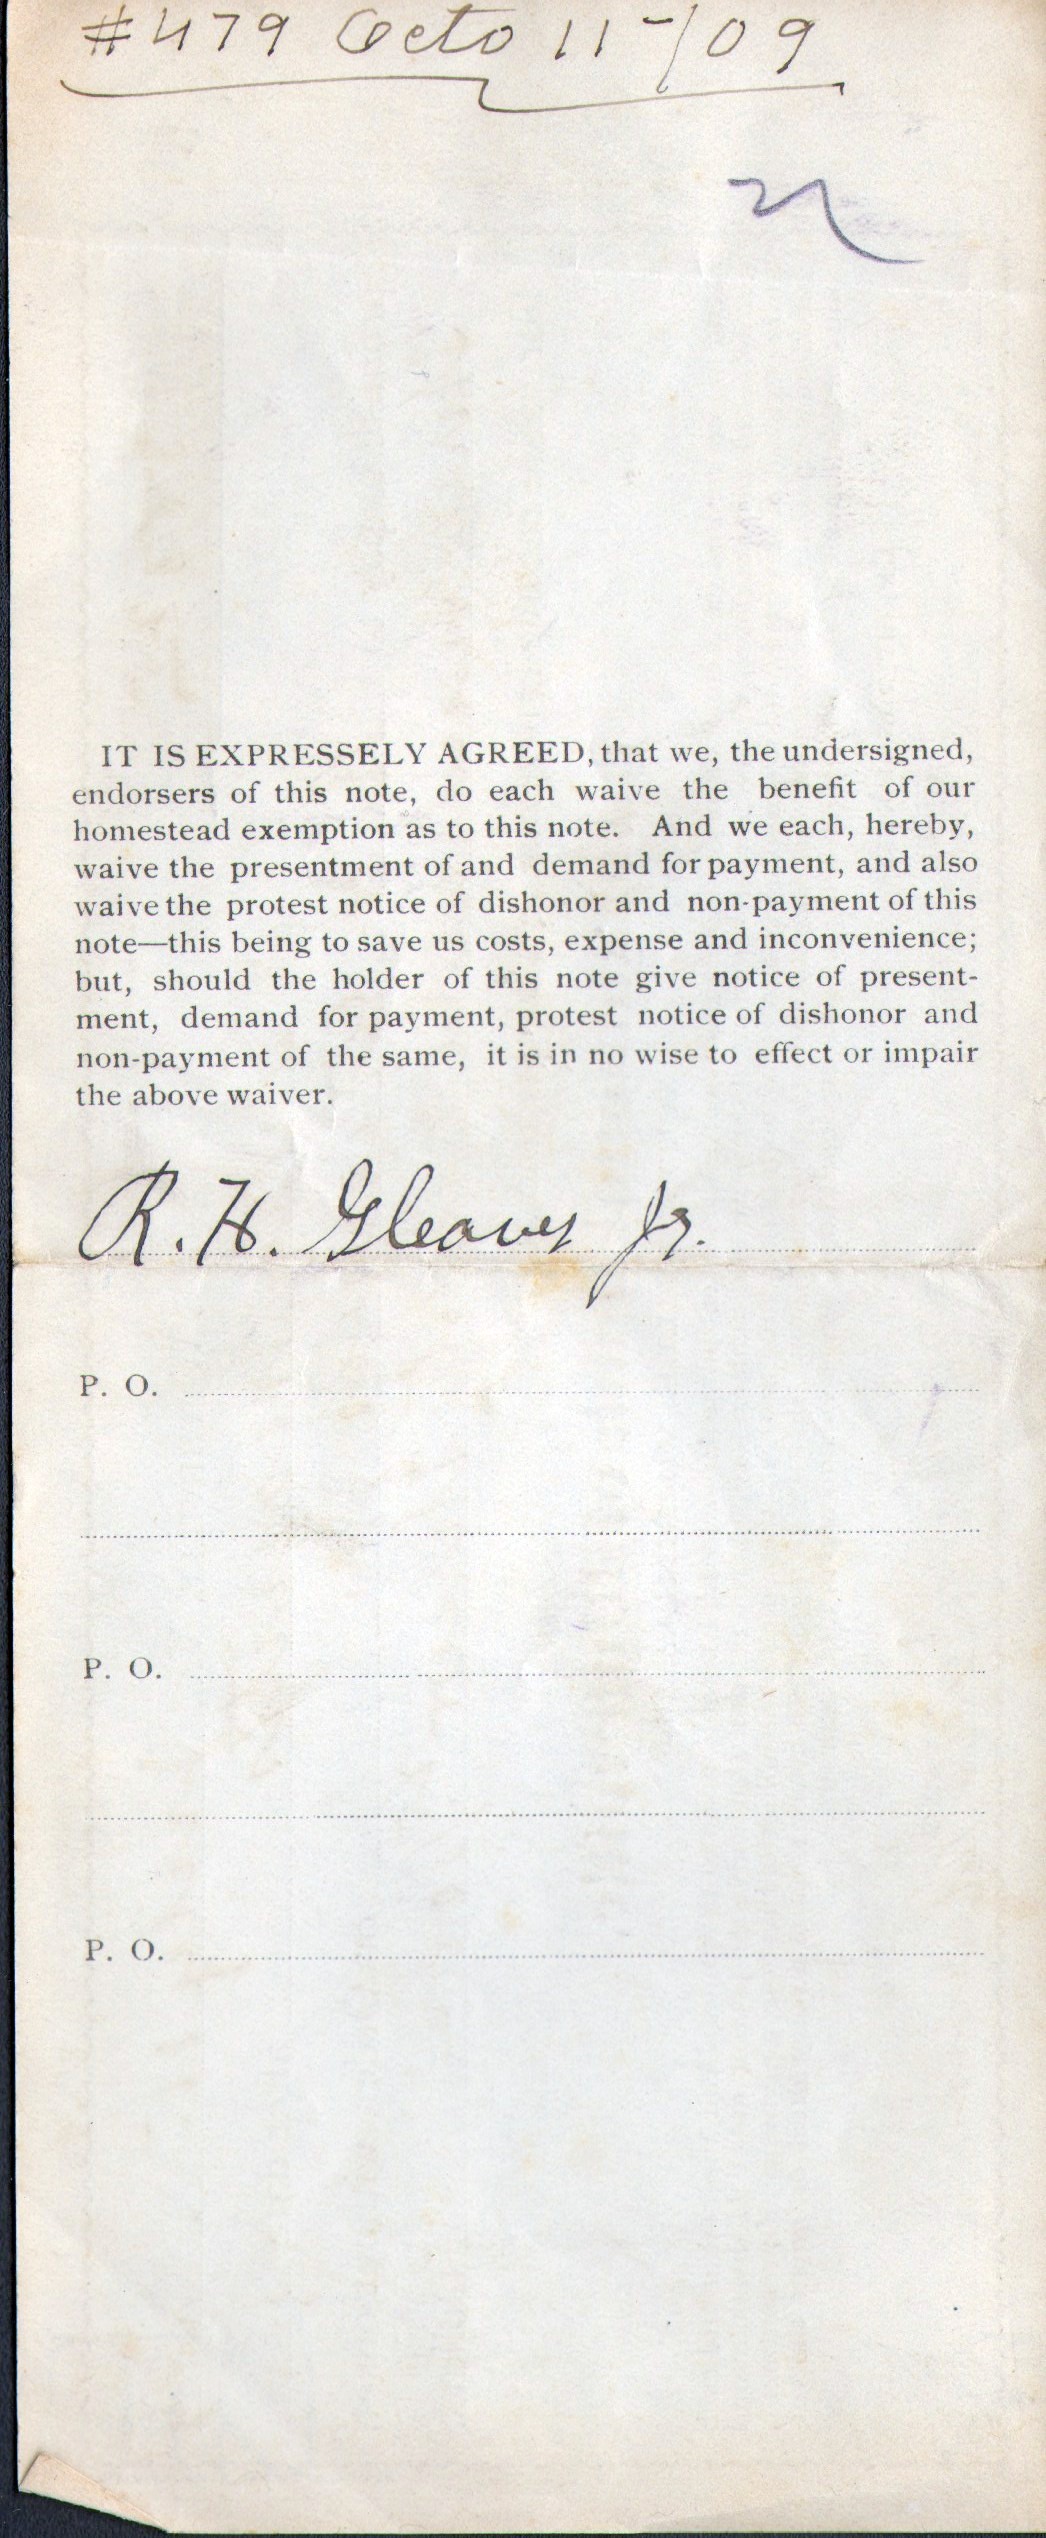 #479 Octo 11-/09
IT IS EXPRESSELY AGREED, that we, the undersigned,
endorsers of this note, do each waive the benefit of our
homestead exemption as to this note. And we each, hereby,
waive the presentment of and demand for payment, and also
waive the protest notice of dishonor and non-payment of this
note—this being to save us costs, expense and inconvenience;
but, should the holder of this note give notice of present-
ment, demand for payment, protest notice of dishonor and
non-payment of the same, it is in no wise to effect or impair
the above waiver.
R. H. Gleaves Jr.
P. O.
P. O.
P. O.